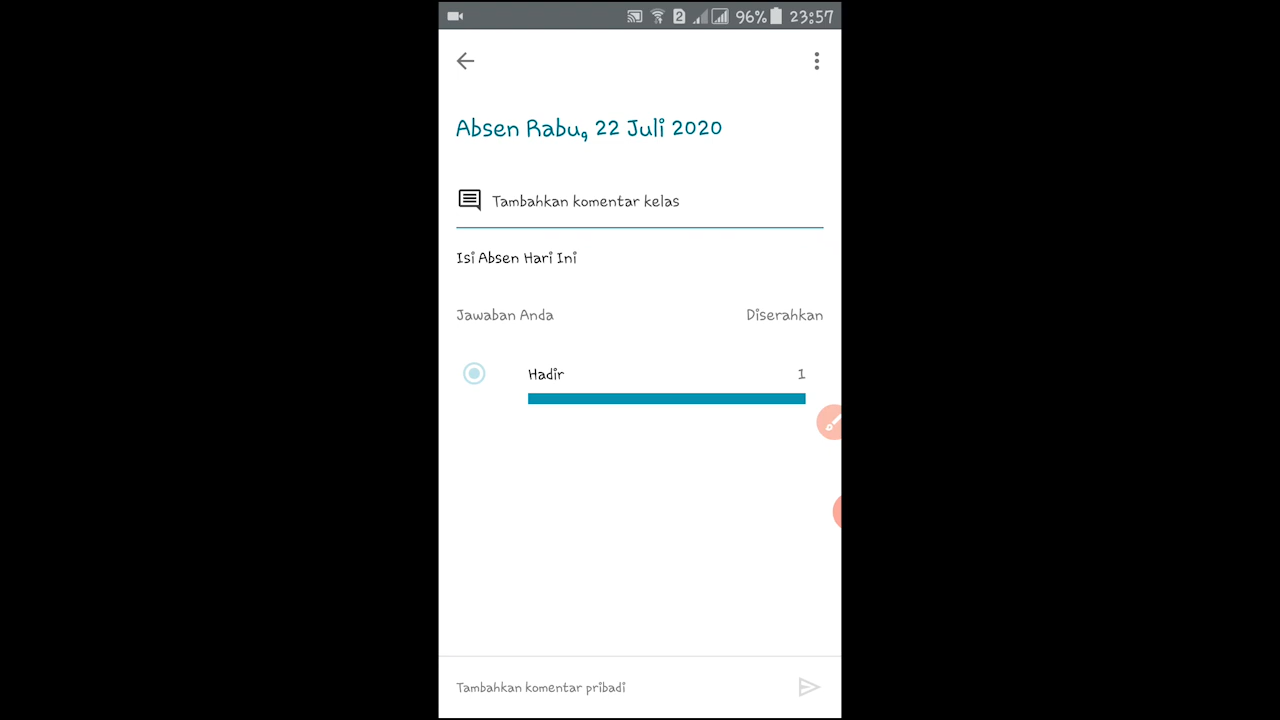 2 96% 23:57
Absen Rabu, 22 Juli 2020
Tambahkan komentar kelas
Isi Absen Hari Ini
Jawaban Anda Diserahkan
Hadir 1
Tambahkan komentar pribadi